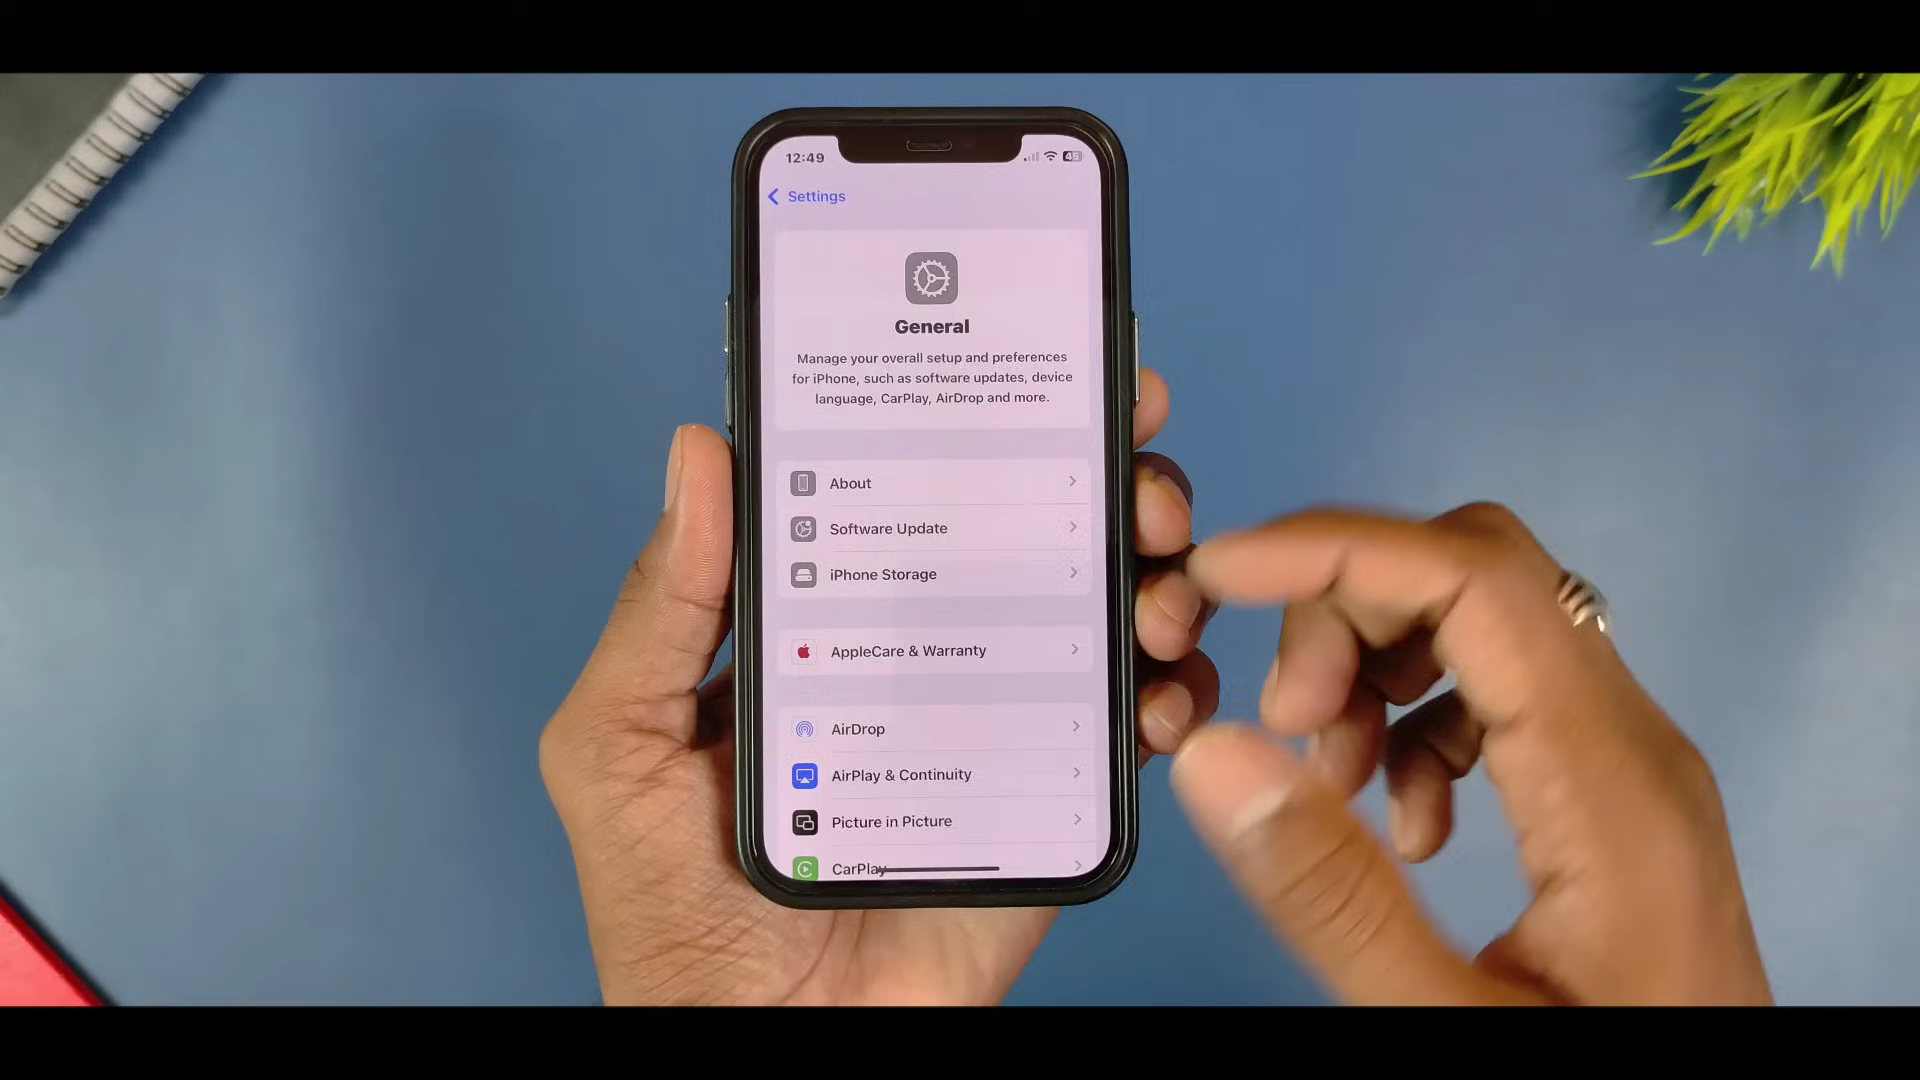 12:49
45
Settings
General
Manage your overall setup and preferences
for iPhone, such as software updates, device
language, CarPlay, AirDrop and more.
About
Software Update
iPhone Storage
AppleCare & Warranty
AirDrop
AirPlay & Continuity
Picture in Picture
CarPlay